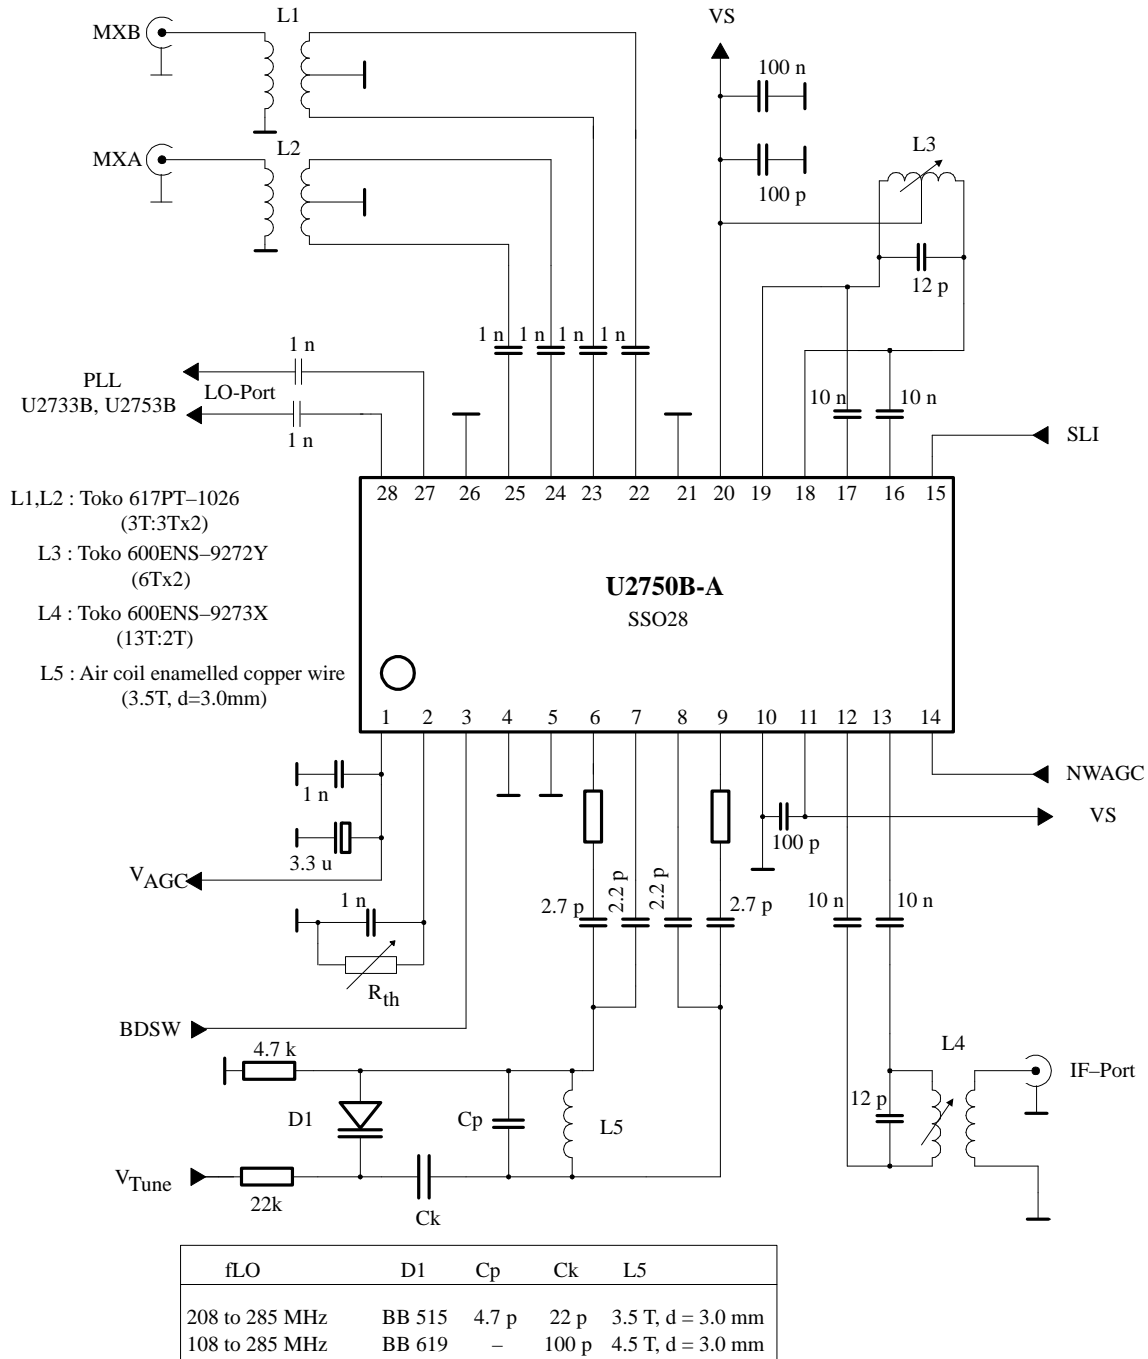 L1
VS
MXB
100 n
L2
L3
MXA
100 p
12 p
1 n 1 n 1 n 1 n
1 n
PLL
U2733B, U2753B
LO-Port
1 n
10 n
10 n
SLI
28 27 26 25 24 23 22 21 20 19 18 17 16 15
L1,L2 : Toko 617PT–1026
(3T:3Tx2)
L3 : Toko 600ENS–9272Y
(6Tx2)
U2750B-A
SSO28
L4 : Toko 600ENS–9273X
(13T:2T)
L5 : Air coil enamelled copper wire
(3.5T, d=3.0mm)
1 2 3 4 5 6 7 8 9 10 11 12 13 14
1 n
NWAGC
VS
3.3 u
100 p
VAGC
1 n
2.7 p
2.2 p
2.2 p
2.7 p
10 n
10 n
Rth
BDSW
4.7 k
L4
IF–Port
D1
Cp
L5
12 p
VTune
22k
Ck
fLO D1 Cp Ck L5
208 to 285 MHz BB 515 4.7 p 22 p 3.5 T, d = 3.0 mm
108 to 285 MHz BB 619 – 100 p 4.5 T, d = 3.0 mm